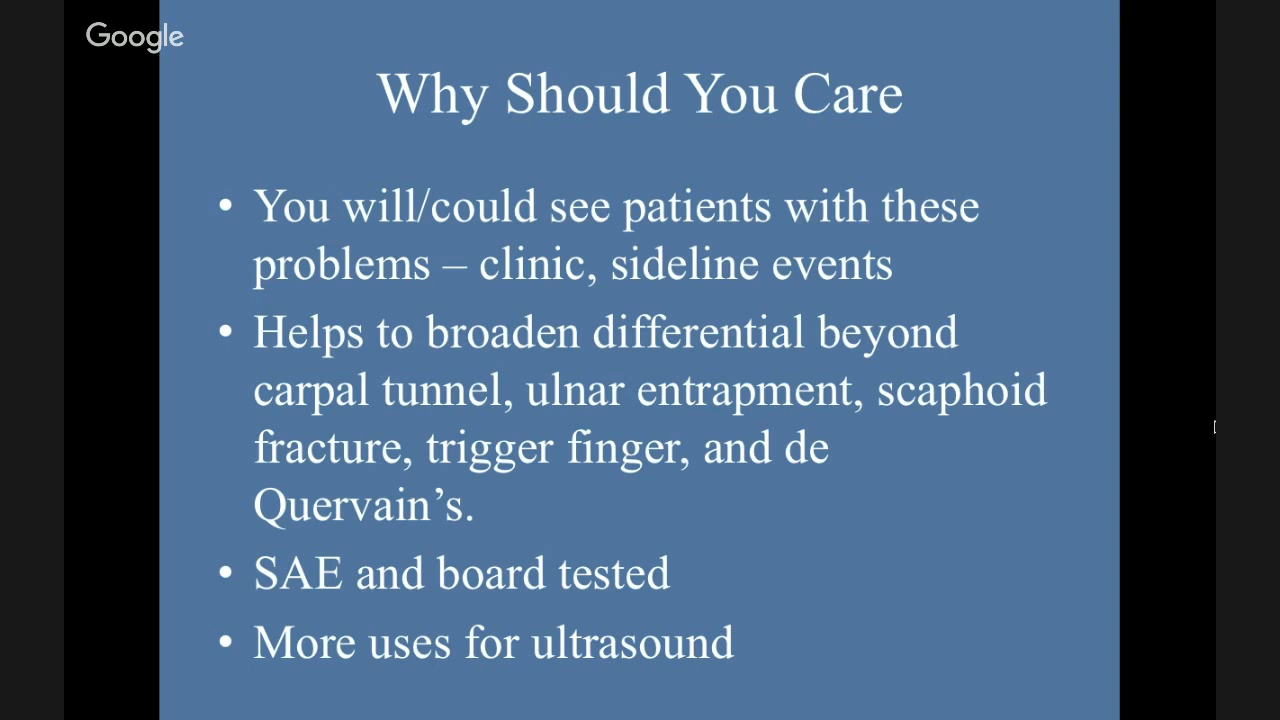 Google
Why Should You Care
• You will/could see patients with these
problems – clinic, sideline events
• Helps to broaden differential beyond
carpal tunnel, ulnar entrapment, scaphoid
fracture, trigger finger, and de
Quervain’s.
• SAE and board tested
• More uses for ultrasound